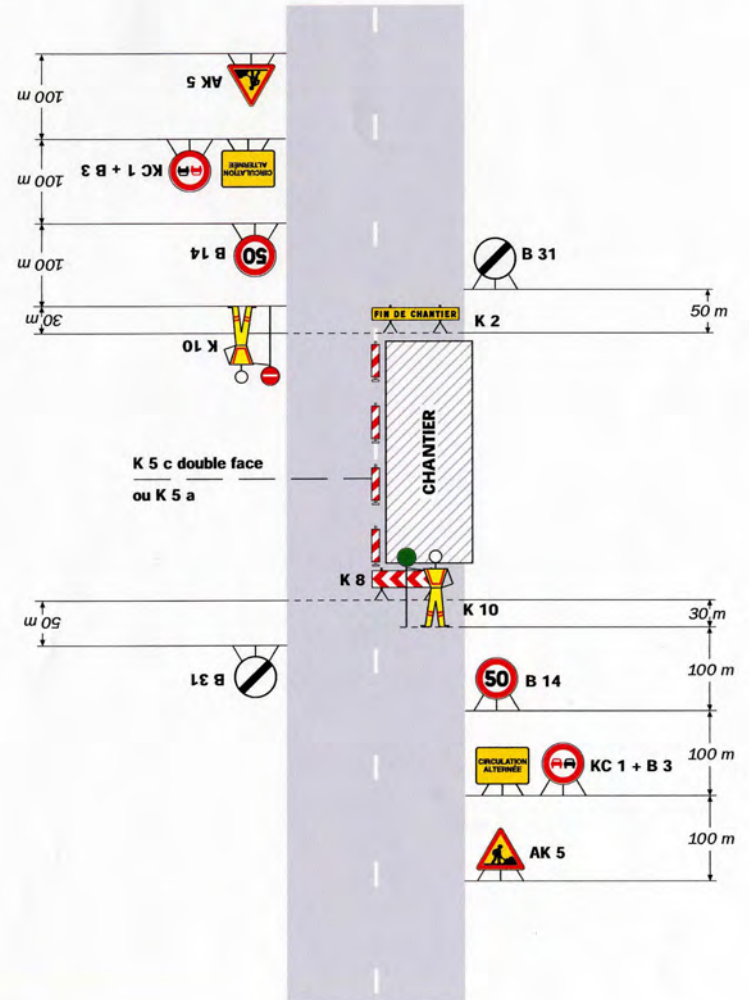 AK 5
100 m
CIRCULATION
ALTERNÉE
KC 1 + B 3
100 m
50
B 14
100 m
B 31
50 m
30 m
K 10
FIN DE CHANTIER
K 2
CHANTIER
K 5 c double face
ou K 5 a
K 8
K 10
30 m
50 m
B 31
50
B 14
100 m
CIRCULATION
ALTERNÉE
KC 1 + B 3
100 m
AK 5
100 m